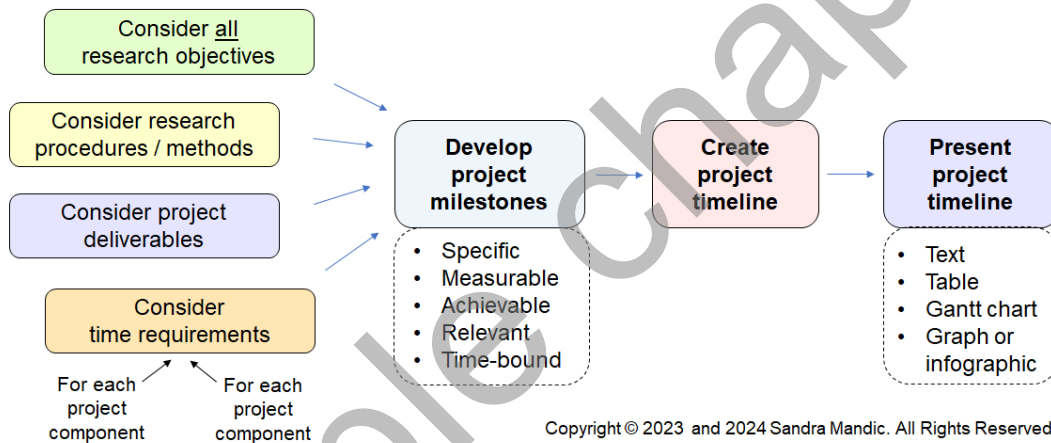 Consider all
research objectives
Consider research
procedures / methods
Consider project
deliverables
Consider
time requirements
For each
project
component
For each
project
component
Develop
project
milestones
• Specific
• Measurable
• Achievable
• Relevant
• Time-bound
Create
project
timeline
Present
project
timeline
• Text
• Table
• Gantt chart
• Graph or
infographic
Copyright © 2023 and 2024 Sandra Mandic. All Rights Reserved
ple chap